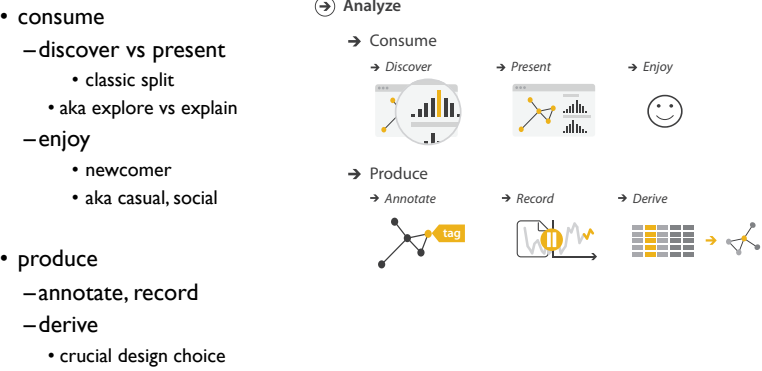 • consume
–discover vs present
• classic split
• aka explore vs explain
–enjoy
• newcomer
• aka casual, social
• produce
–annotate, record
–derive
• crucial design choice
Analyze
Consume
Discover
Present
Enjoy
Produce
Annotate
Record
Derive
tag